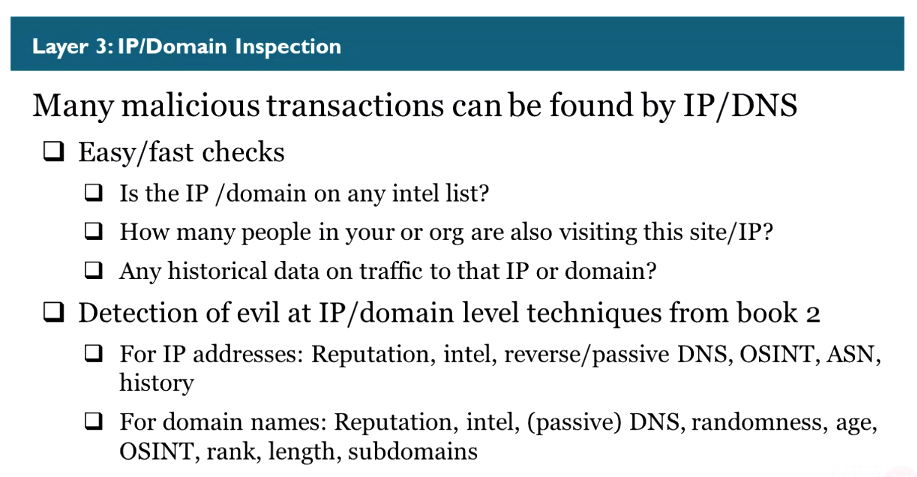 Layer 3: IP/Domain Inspection
Many malicious transactions can be found by IP/DNS
Easy/fast checks
Is the IP /domain on any intel list?
How many people in your or org are also visiting this site/IP?
Any historical data on traffic to that IP or domain?
Detection of evil at IP/domain level techniques from book 2
For IP addresses: Reputation, intel, reverse/passive DNS, OSINT, ASN,
history
For domain names: Reputation, intel, (passive) DNS, randomness, age,
OSINT, rank, length, subdomains